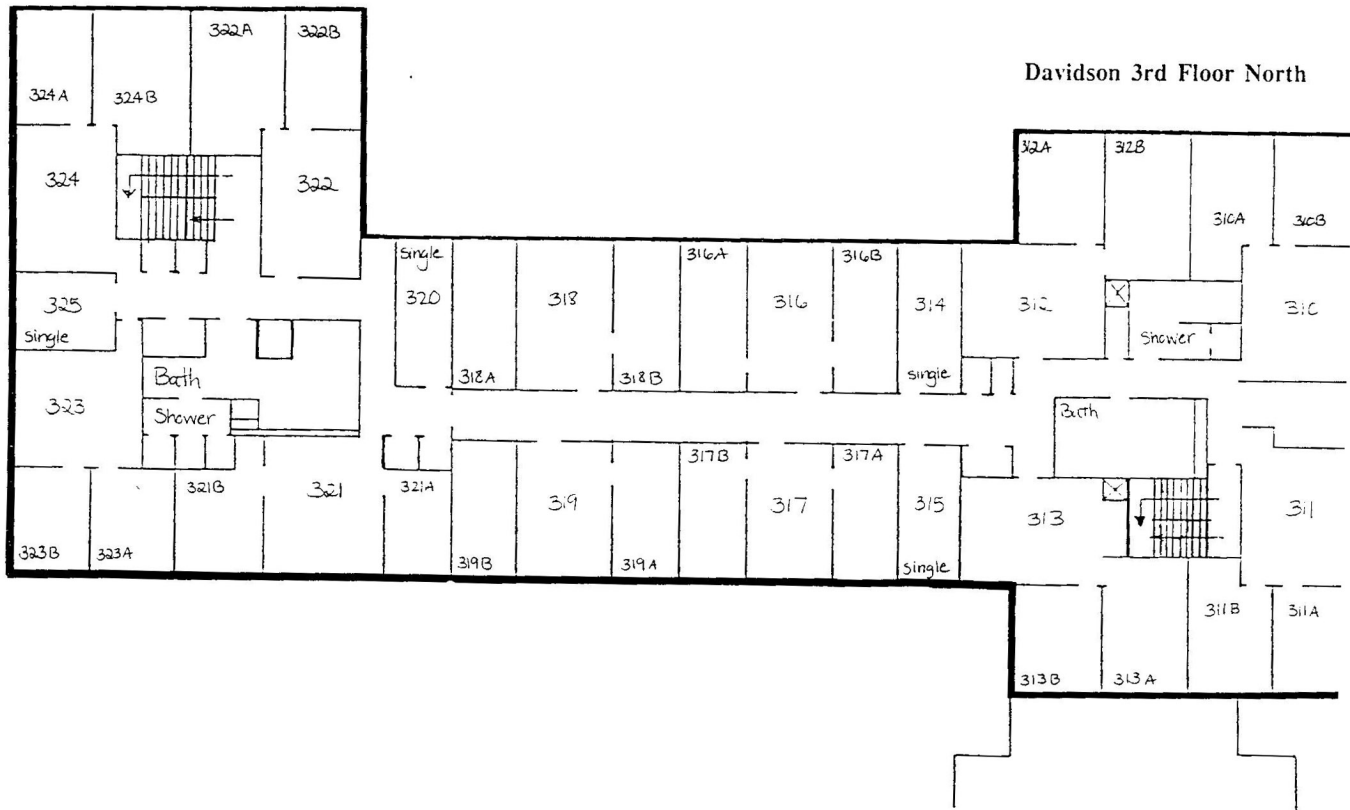 322A 322B
Davidson 3rd Floor North
324A 324B
312A 312B
324 322
310A 310B
single 316A 316B
325 320 318 316 314 312 310
single Shower
Bath 318A 318B single
323 Shower Bath
321B 321 321A 317B 317A
319 317 315 313 311
323B 323A 319B 319A single
311B 311A
313B 313A